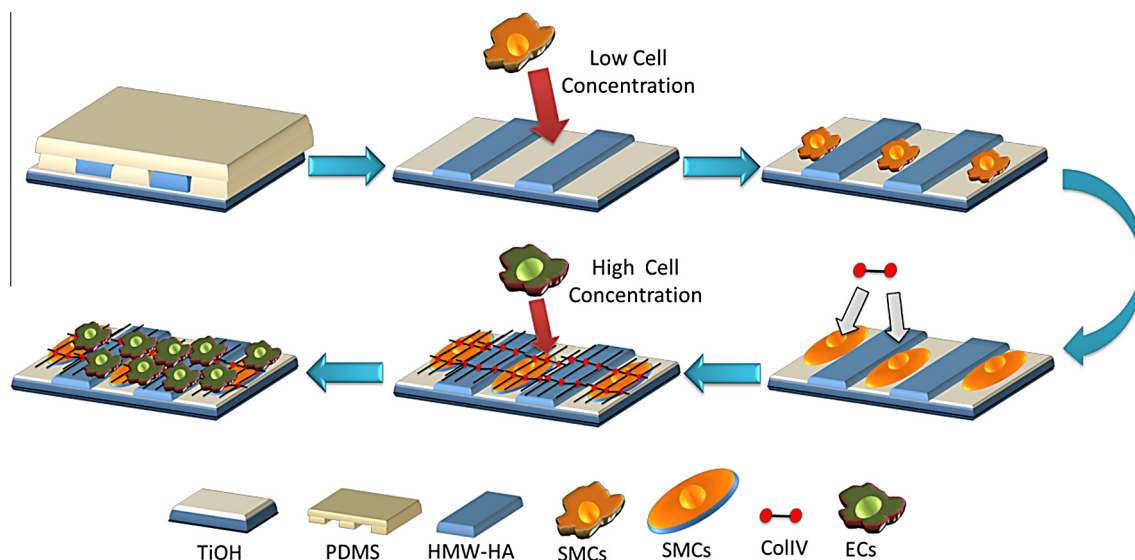 Low Cell
Concentration
High Cell
Concentration
TiOH
PDMS
HMW-HA
SMCs
SMCs
ColIV
ECs